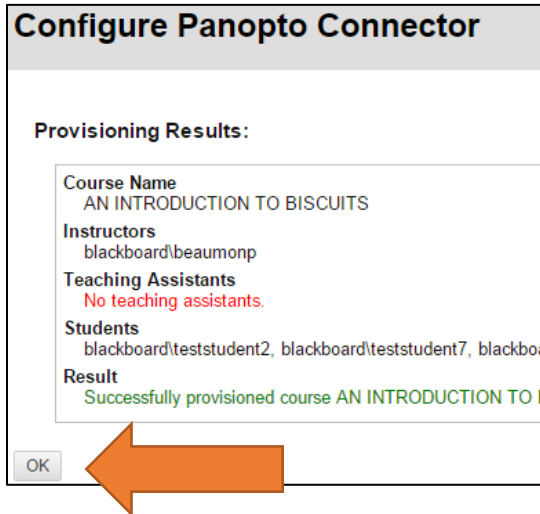 Configure Panopto Connector
Provisioning Results:
Course Name
AN INTRODUCTION TO BISCUITS
Instructors
blackboard\beaumonp
Teaching Assistants
No teaching assistants.
Students
blackboard\teststudent2, blackboard\teststudent7,
Result
Successfully provisioned course AN INTRODUCTION TO
OK